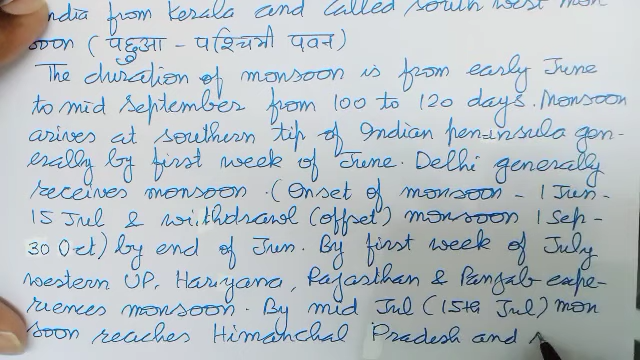 India from Kerala and called south west mon
soon (पछुआ - पश्चिमी पवन)
The duration of monsoon is from early June
to mid September from 100 to 120 days. Monsoon
arives at southern tip of Indian peninsula gen-
erally by first week of June. Delhi generally
receives monsoon. (Onset of monsoon - 1 Jun-
15 Jul & withdrawl (offset) monsoon 1 Sep-
30 Oct) by end of Jun. By first week of July
western UP, Hariyana, Rajasthan & Panjab expe-
riences monsoon. By mid Jul (15th Jul) mon
soon reaches Himanchal Pradesh and